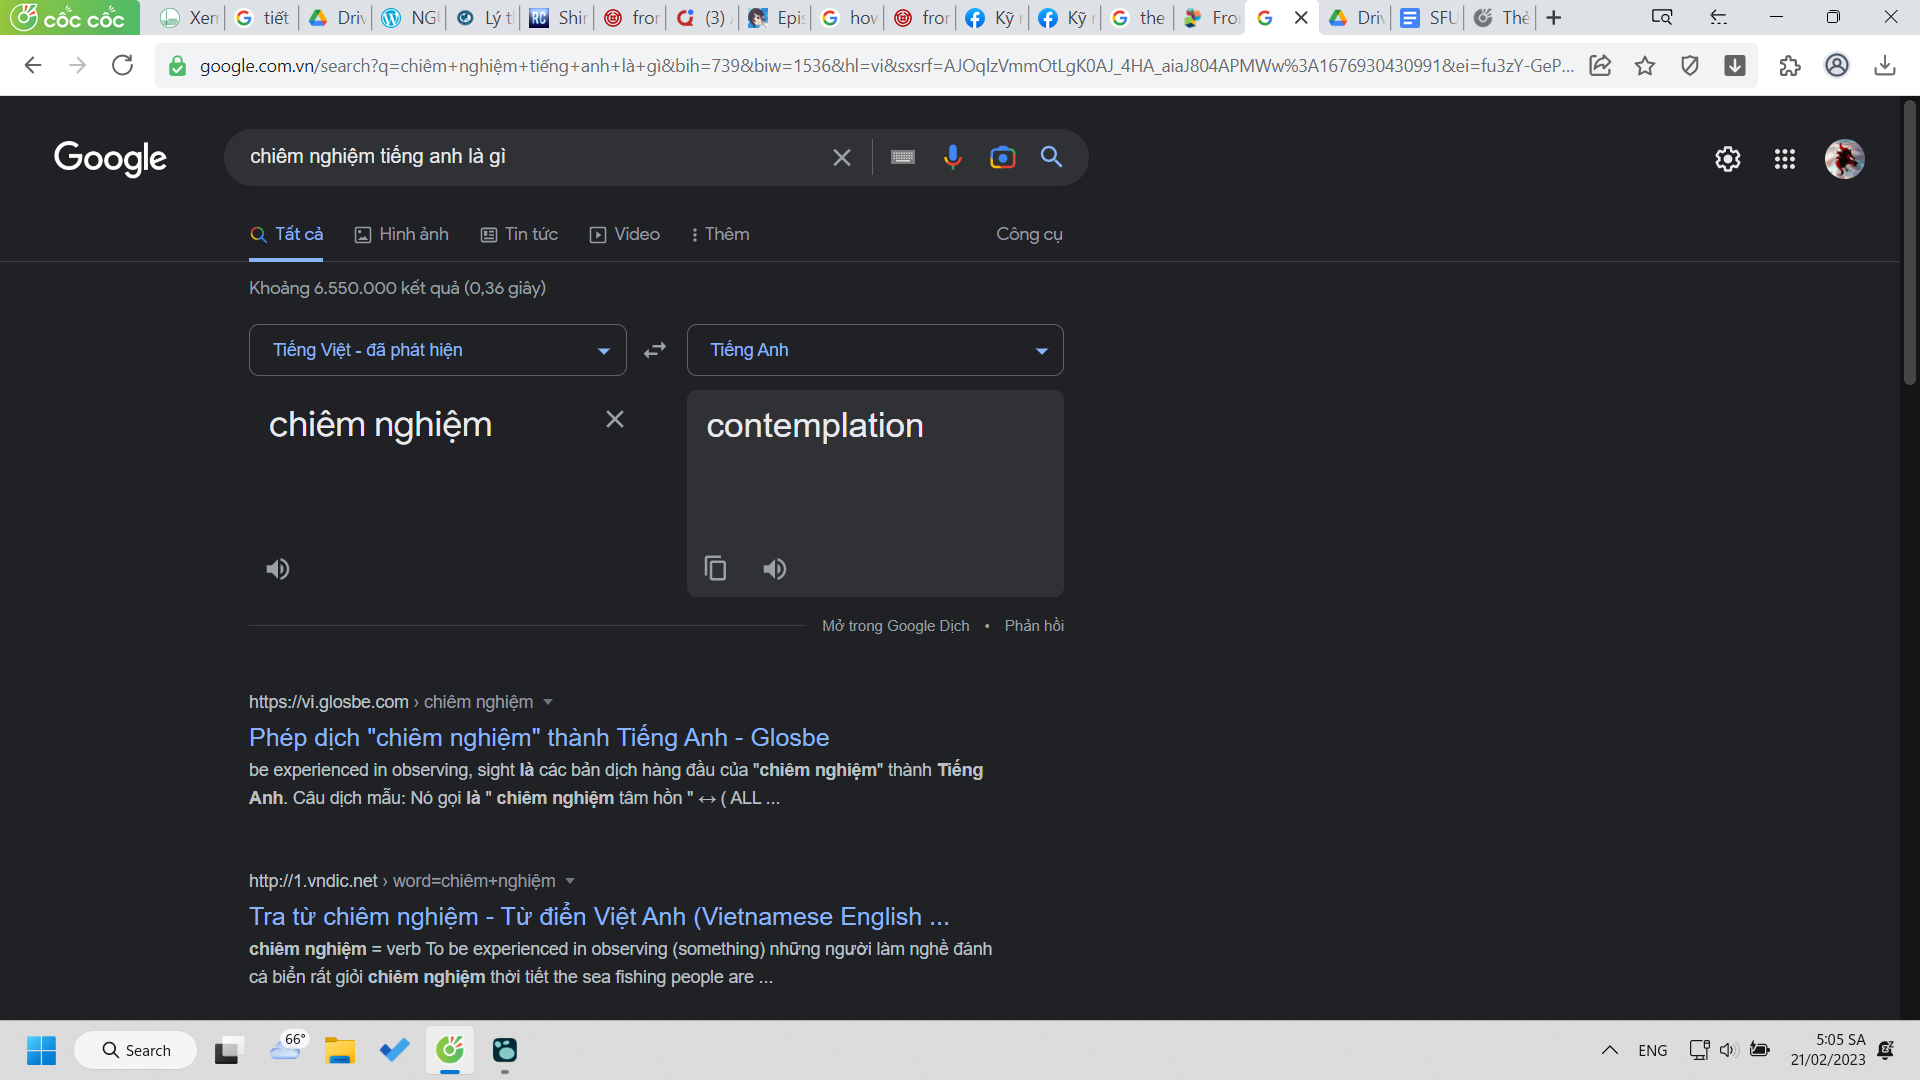 cốc cốc
Xen
tiết
Driv
NGU
Lý t
Shin
fron
(3)
Epis
how
fron
Kỹ
Kỹ
the
Fro
Driv
SFU
Thẻ
google.com.vn/search?q=chiêm+nghiệm+tiếng+anh+là+gì&bih=739&biw=1536&hl=vi&sxsrf=AJOqlzVmmOtLgK0AJ_4HA_aiaJ804APMWw%3A1676930430991&ei=fu3zY-GeP...
Google
chiêm nghiệm tiếng anh là gì
Tất cả
Hình ảnh
Tin tức
Video
Thêm
Công cụ
Khoảng 6.550.000 kết quả (0,36 giây)
Tiếng Việt - đã phát hiện
Tiếng Anh
chiêm nghiệm
contemplation
Mở trong Google Dịch • Phản hồi
https://vi.glosbe.com › chiêm nghiệm
Phép dịch "chiêm nghiệm" thành Tiếng Anh - Glosbe
be experienced in observing, sight là các bản dịch hàng đầu của "chiêm nghiệm" thành Tiếng
Anh. Câu dịch mẫu: Nó gọi là " chiêm nghiệm tâm hồn " ↔ ( ALL ...
http://1.vndic.net › word=chiêm+nghiệm
Tra từ chiêm nghiệm - Từ điển Việt Anh (Vietnamese English ...
chiêm nghiệm = verb To be experienced in observing (something) những người làm nghề đánh
cá biển rất giỏi chiêm nghiệm thời tiết the sea fishing people are ...
Search
66°
ENG
5:05 SA
21/02/2023